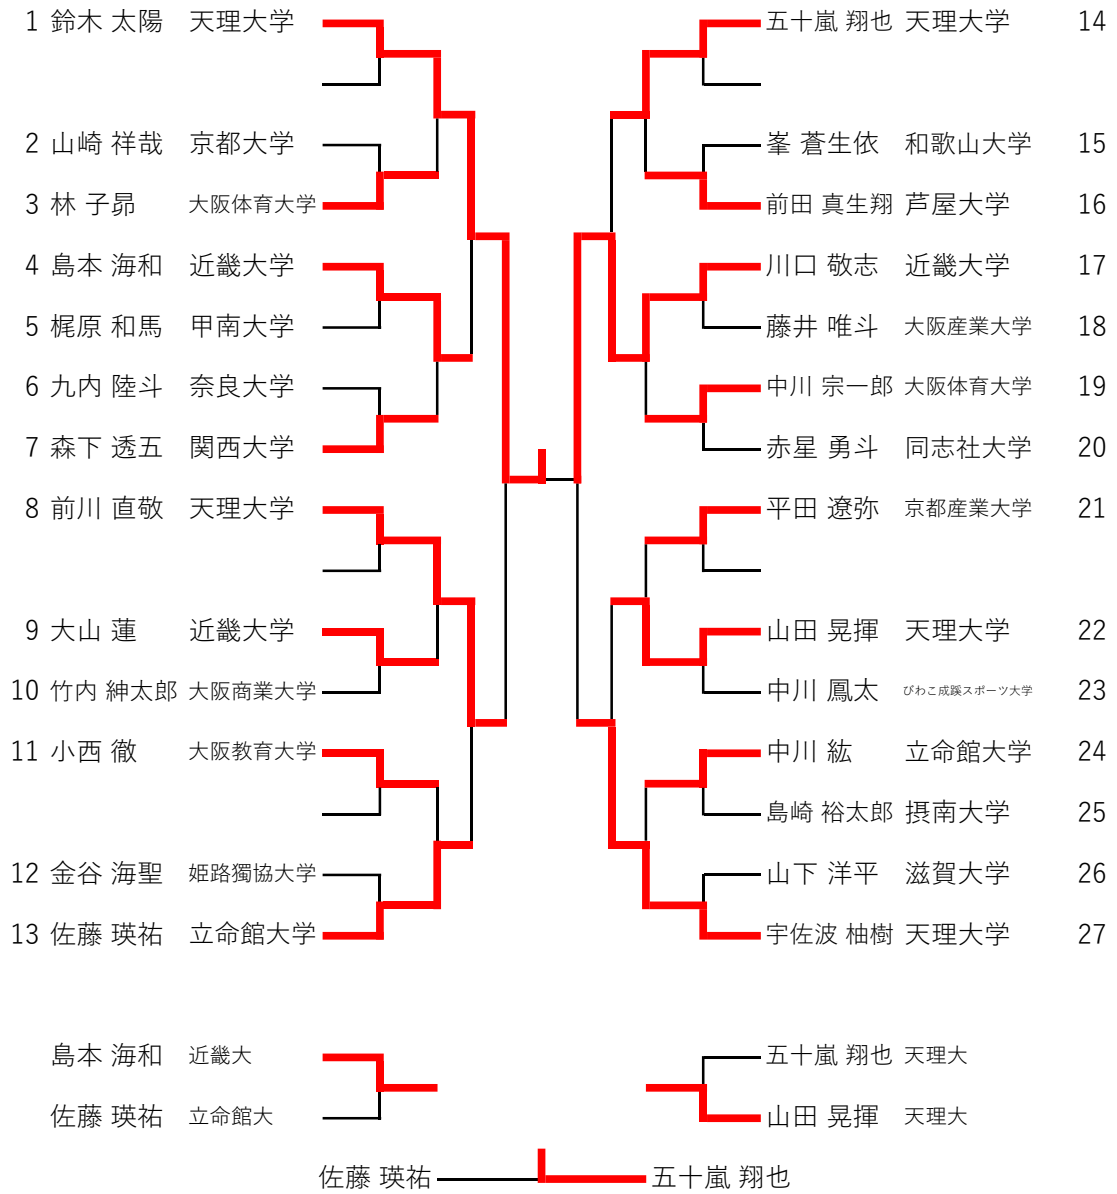 1 鈴木 太陽 天理大学 五十嵐 翔也 天理大学 14
2 山崎 祥哉 京都大学 峯 蒼生依 和歌山大学 15
3 林 子昴 大阪体育大学 前田 真生翔 芦屋大学 16
4 島本 海和 近畿大学 川口 敬志 近畿大学 17
5 梶原 和馬 甲南大学 藤井 唯斗 大阪産業大学 18
6 九内 陸斗 奈良大学 中川 宗一郎 大阪体育大学 19
7 森下 透五 関西大学 赤星 勇斗 同志社大学 20
8 前川 直敬 天理大学 平田 遼弥 京都産業大学 21
9 大山 蓮 近畿大学 山田 晃揮 天理大学 22
10 竹内 紳太郎 大阪商業大学 中川 鳳太 びわこ成蹊スポーツ大学 23
11 小西 徹 大阪教育大学 中川 紘 立命館大学 24
島崎 裕太郎 摂南大学 25
12 金谷 海聖 姫路獨協大学 山下 洋平 滋賀大学 26
13 佐藤 瑛祐 立命館大学 宇佐波 柚樹 天理大学 27
島本 海和 近畿大 五十嵐 翔也 天理大
佐藤 瑛祐 立命館大 山田 晃揮 天理大
佐藤 瑛祐 五十嵐 翔也